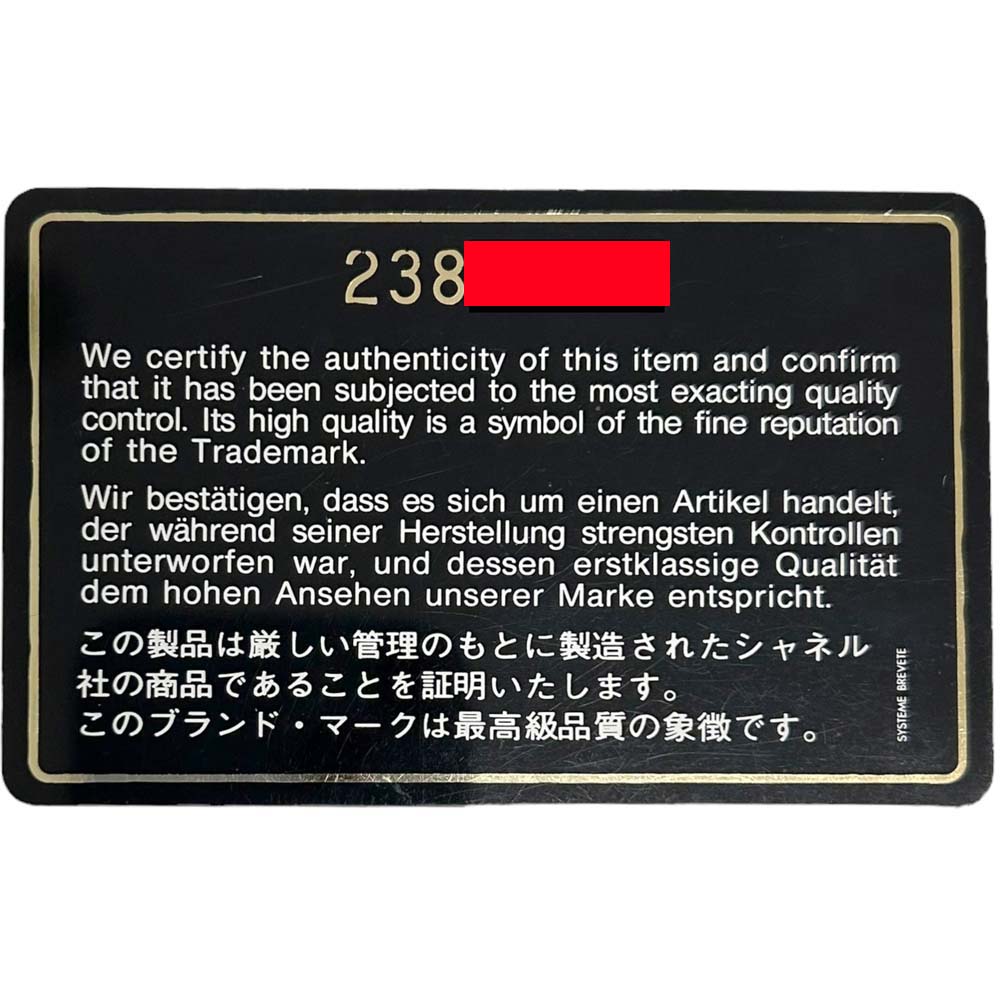 238
We certify the authenticity of this item and confirm
that it has been subjected to the most exacting quality
control. Its high quality is a symbol of the fine reputation
of the Trademark.
Wir bestätigen, dass es sich um einen Artikel handelt,
der während seiner Herstellung strengsten Kontrollen
unterworfen war, und dessen erstklassige Qualität
dem hohen Ansehen unserer Marke entspricht.
この製品は厳しい管理のもとに製造されたシャネル
社の商品であることを証明いたします。
このブランド・マークは最高級品質の象徴です。
SYSTEME BREVETE